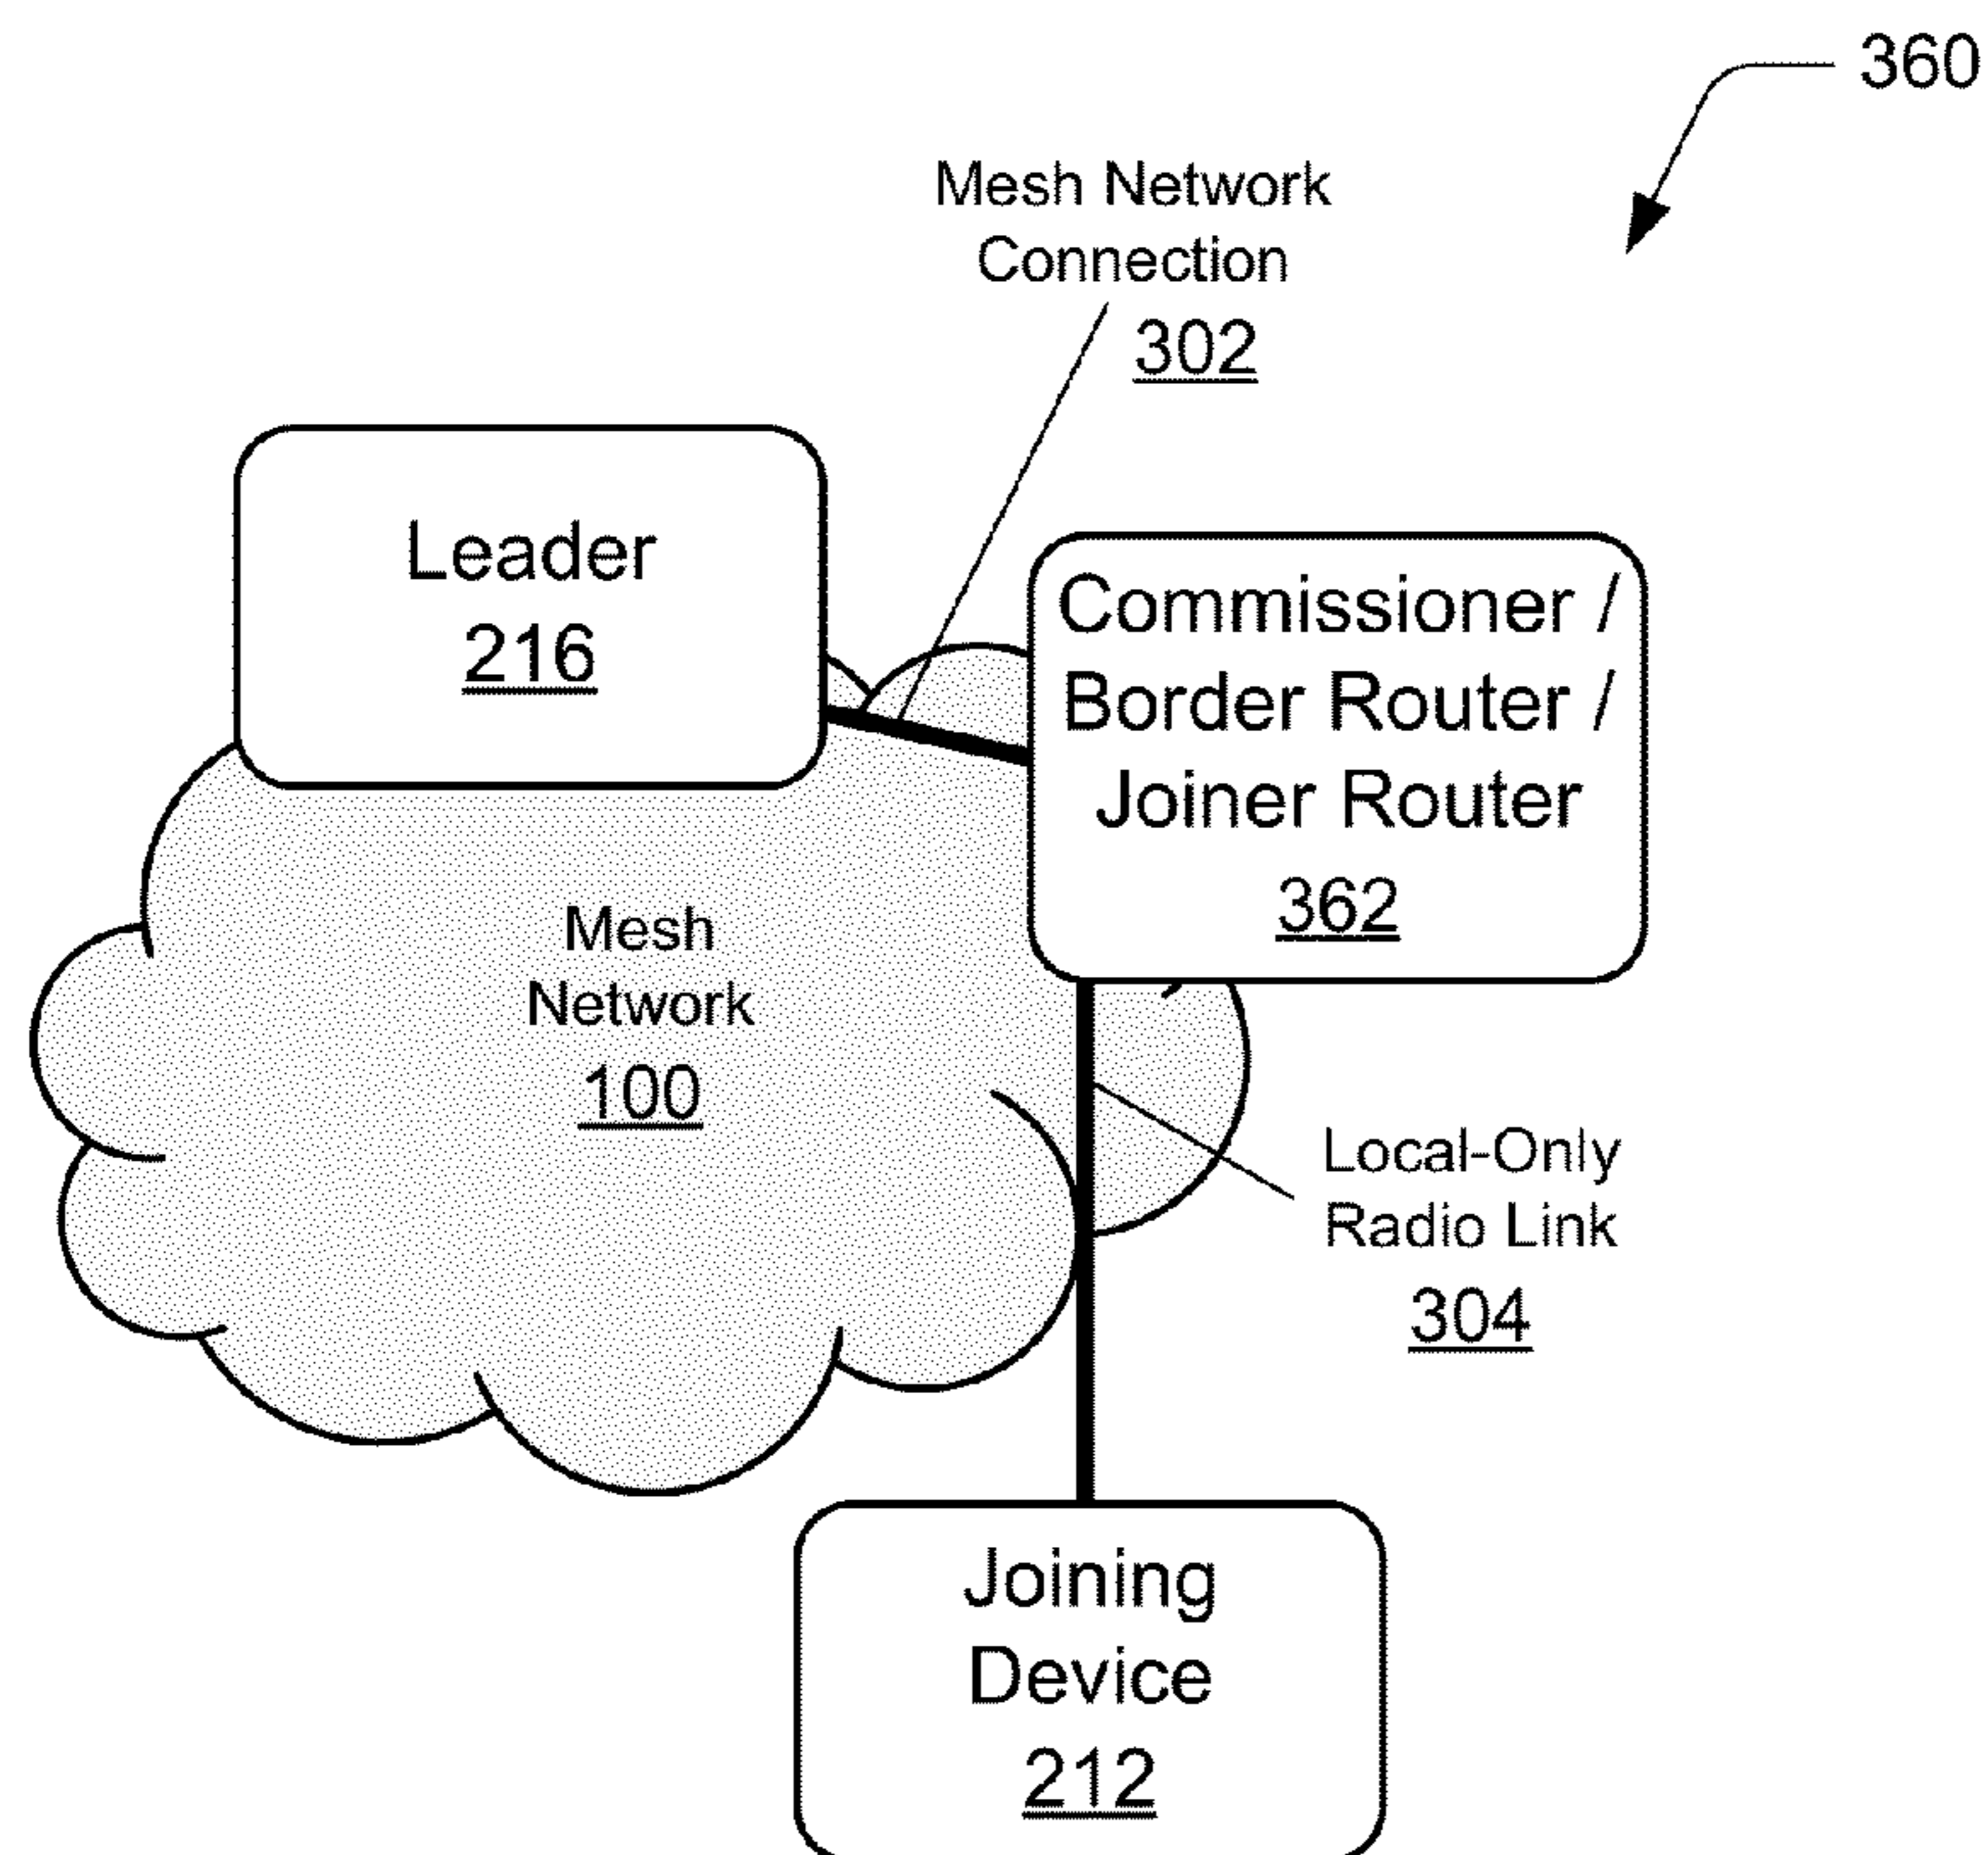 360
Mesh Network
Connection
302
Leader
216
Commissioner /
Border Router /
Joiner Router
362
Mesh
Network
100
Local-Only
Radio Link
304
Joining
Device
212